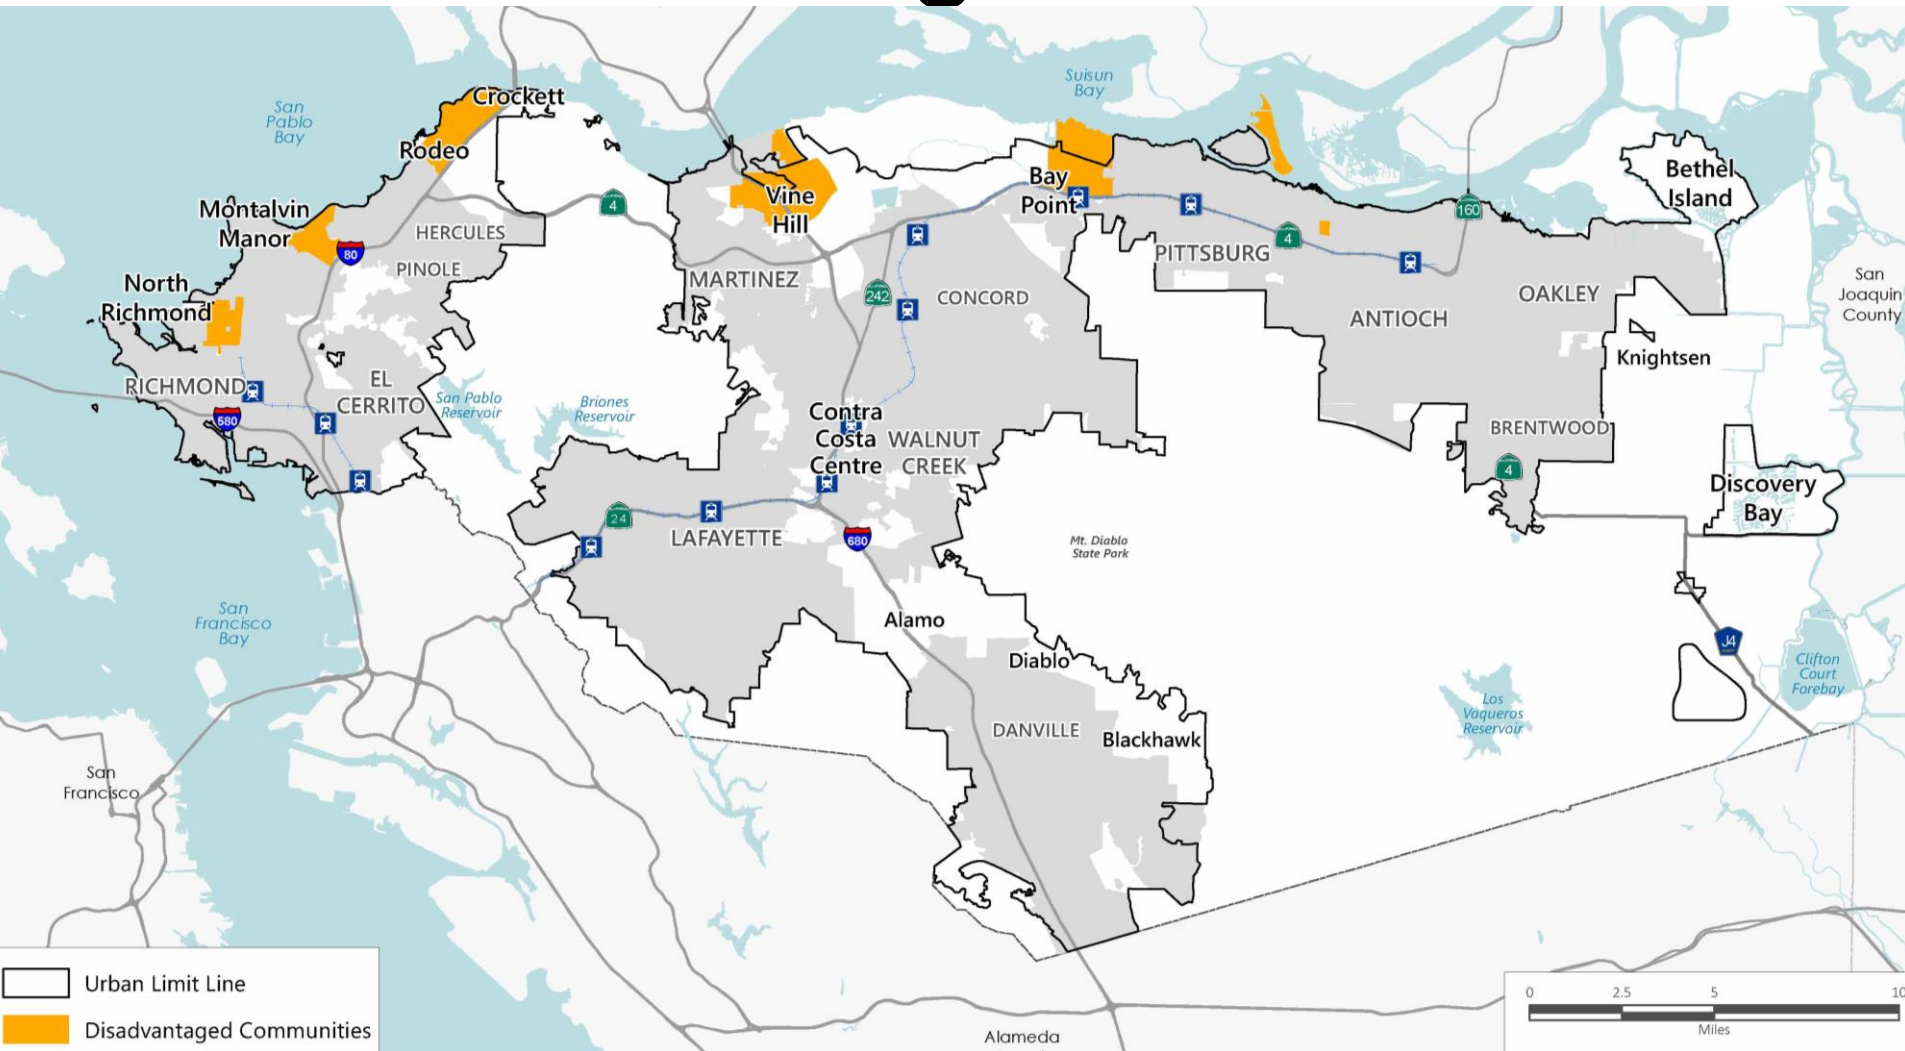 Suisun
Bay
San
Pablo
Bay
Crockett
Rodeo
Bay
Point
Bethel
Island
Vine
Hill
4
160
Montalvin
Manor
HERCULES
80
PINOLE
4
PITTSBURG
MARTINEZ
242
CONCORD
OAKLEY
San
Joaquin
County
North
Richmond
ANTIOCH
Knightsen
RICHMOND
EL
CERRITO
580
San Pablo
Reservoir
Briones
Reservoir
Contra
Costa
Centre
WALNUT
CREEK
BRENTWOOD
4
Discovery
Bay
24
LAFAYETTE
680
Mt. Diablo
State Park
San
Francisco
Bay
Alamo
Diablo
J4
Clifton
Court
Forebay
Los
Vaqueros
Reservoir
DANVILLE
Blackhawk
San
Francisco
Urban Limit Line
Disadvantaged Communities
0 2.5 5 10
Miles
Alameda